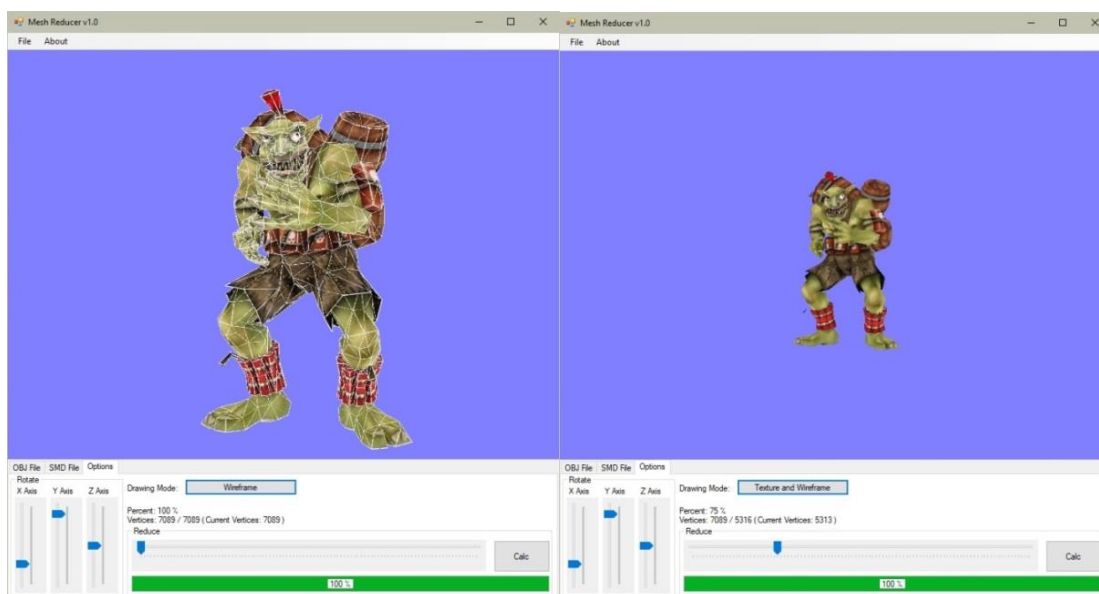 Mesh Reducer v1.0
File About
OBJ File SMD File Options
Rotate
X Axis Y Axis Z Axis
Drawing Mode: Wireframe
Percent: 100 %
Vertices: 7089 / 7089 ( Current Vertices: 7089 )
Reduce
Calc
100 %
Mesh Reducer v1.0
File About
OBJ File SMD File Options
Rotate
X Axis Y Axis Z Axis
Drawing Mode: Texture and Wireframe
Percent: 75 %
Vertices: 7089 / 5316 ( Current Vertices: 5313 )
Reduce
Calc
100 %